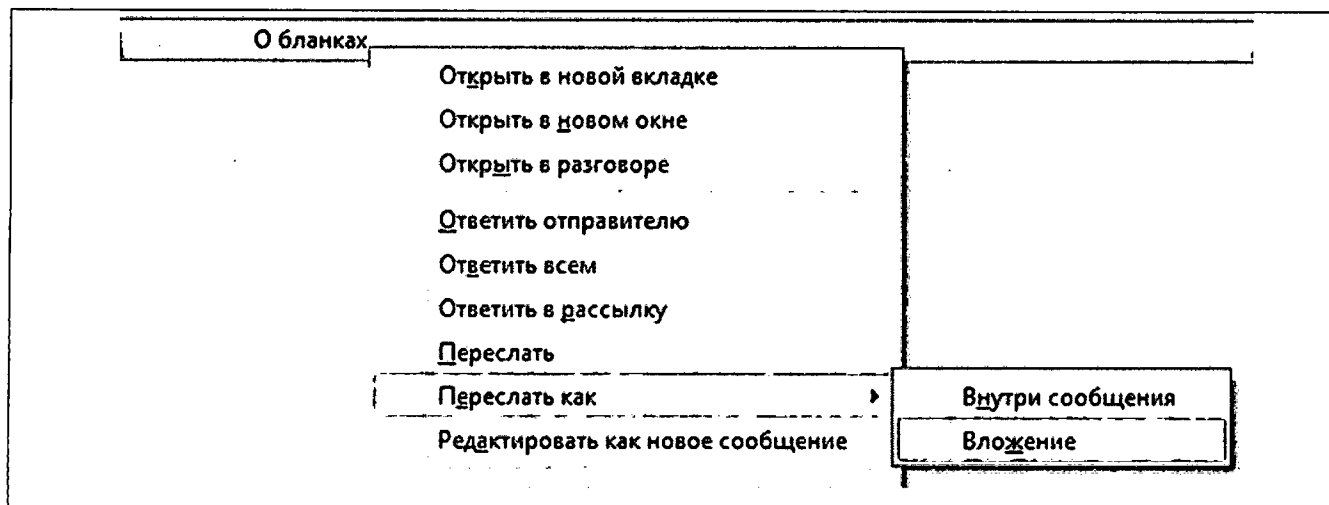 О бланках
Открыть в новой вкладке
Открыть в новом окне
Открыть в разговоре
Ответить отправителю
Ответить всем
Ответить в рассылку
Переслать
Переслать как
Внутри сообщения
Редактировать как новое сообщение
Вложение